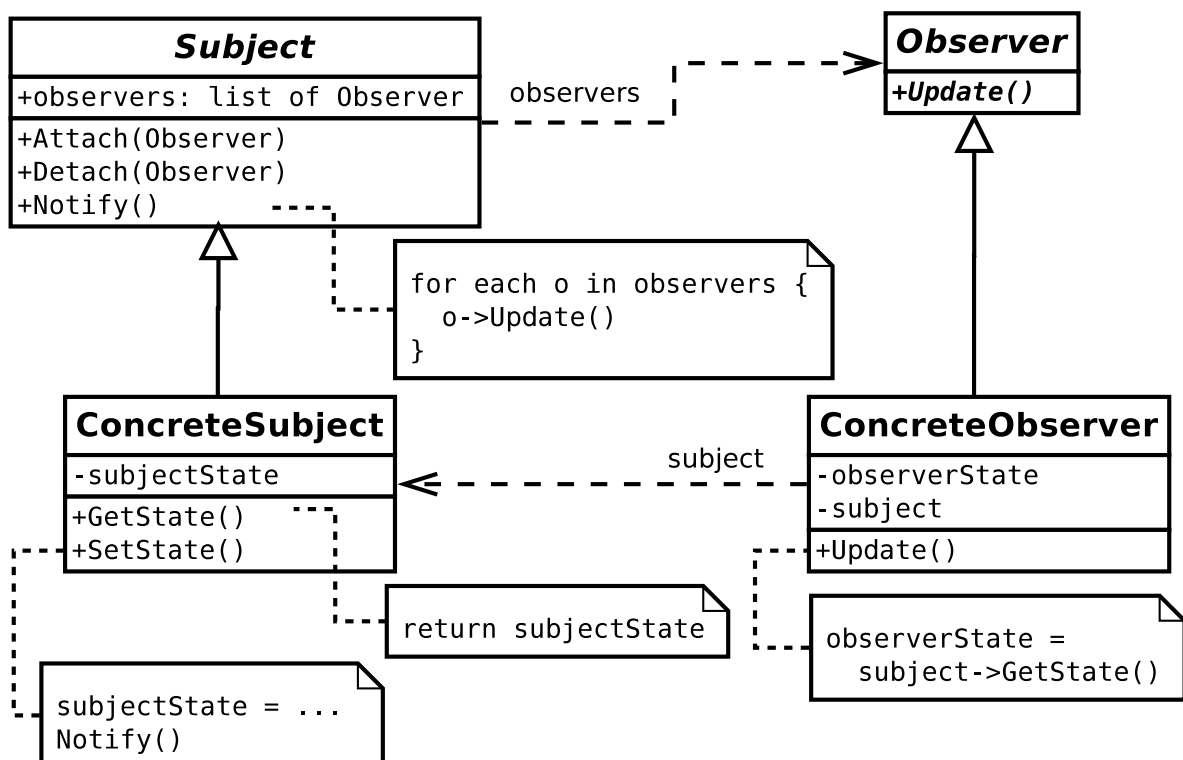 Subject
+observers: list of Observer
+Attach(Observer)
+Detach(Observer)
+Notify()
observers
Observer
+Update()
for each o in observers {
o->Update()
}
ConcreteSubject
-subjectState
+GetState()
+SetState()
subject
ConcreteObserver
-observerState
-subject
+Update()
return subjectState
observerState =
subject->GetState()
subjectState = ...
Notify()